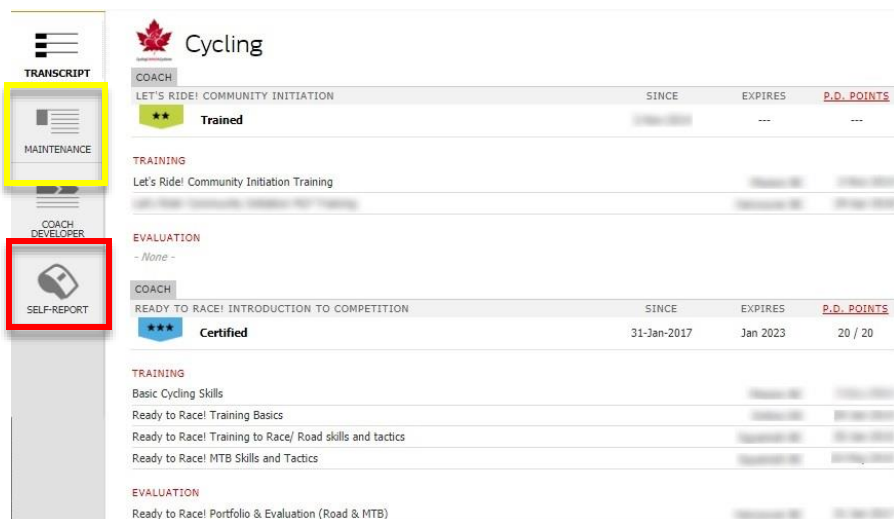 Cycling
TRANSCRIPT
MAINTENANCE
COACH
DEVELOPER
SELF-REPORT
COACH
LET'S RIDE! COMMUNITY INITIATION SINCE EXPIRES P.D. POINTS
Trained --- ---
TRAINING
Let's Ride! Community Initiation Training
EVALUATION
- None -
COACH
READY TO RACE! INTRODUCTION TO COMPETITION SINCE EXPIRES P.D. POINTS
Certified 31-Jan-2017 Jan 2023 20 / 20
TRAINING
Basic Cycling Skills
Ready to Race! Training Basics
Ready to Race! Training to Race/ Road skills and tactics
Ready to Race! MTB Skills and Tactics
EVALUATION
Ready to Race! Portfolio & Evaluation (Road & MTB)